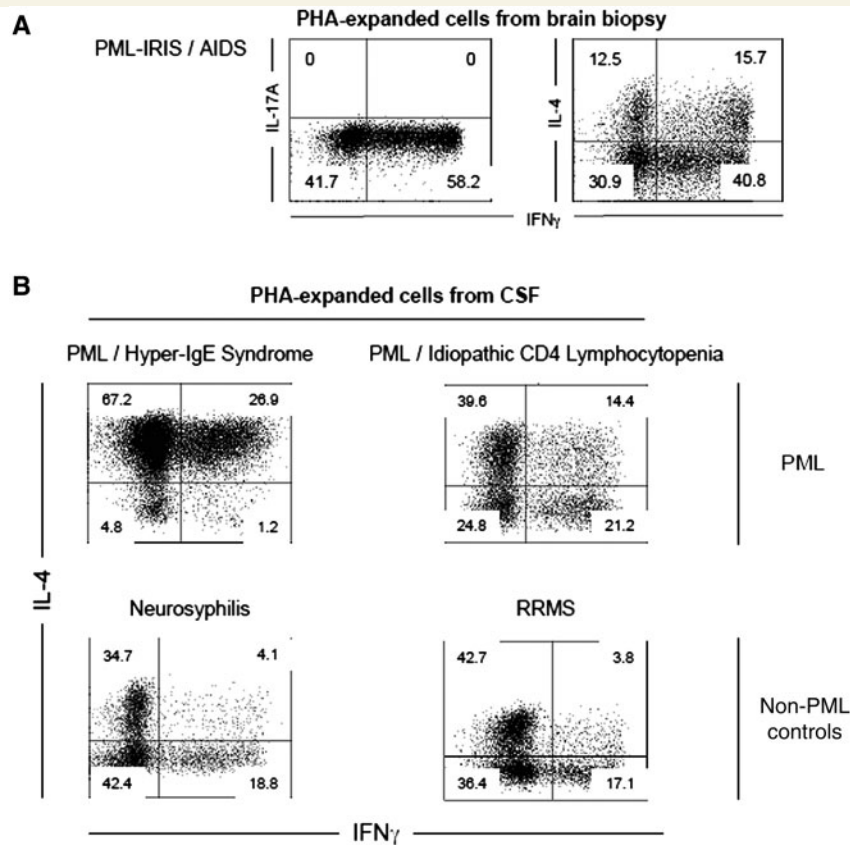 A
PHA-expanded cells from brain biopsy
PML-IRIS / AIDS
IL-17A
0 0
41.7 58.2
IL-4
12.5 15.7
30.9 40.8
IFNγ
B
PHA-expanded cells from CSF
PML / Hyper-IgE Syndrome PML / Idiopathic CD4 Lymphocytopenia
67.2 26.9
4.8 1.2
39.6 14.4
24.8 21.2
PML
IL-4
Neurosyphilis RRMS
34.7 4.1
42.4 18.8
42.7 3.8
36.4 17.1
Non-PML
controls
IFNγ